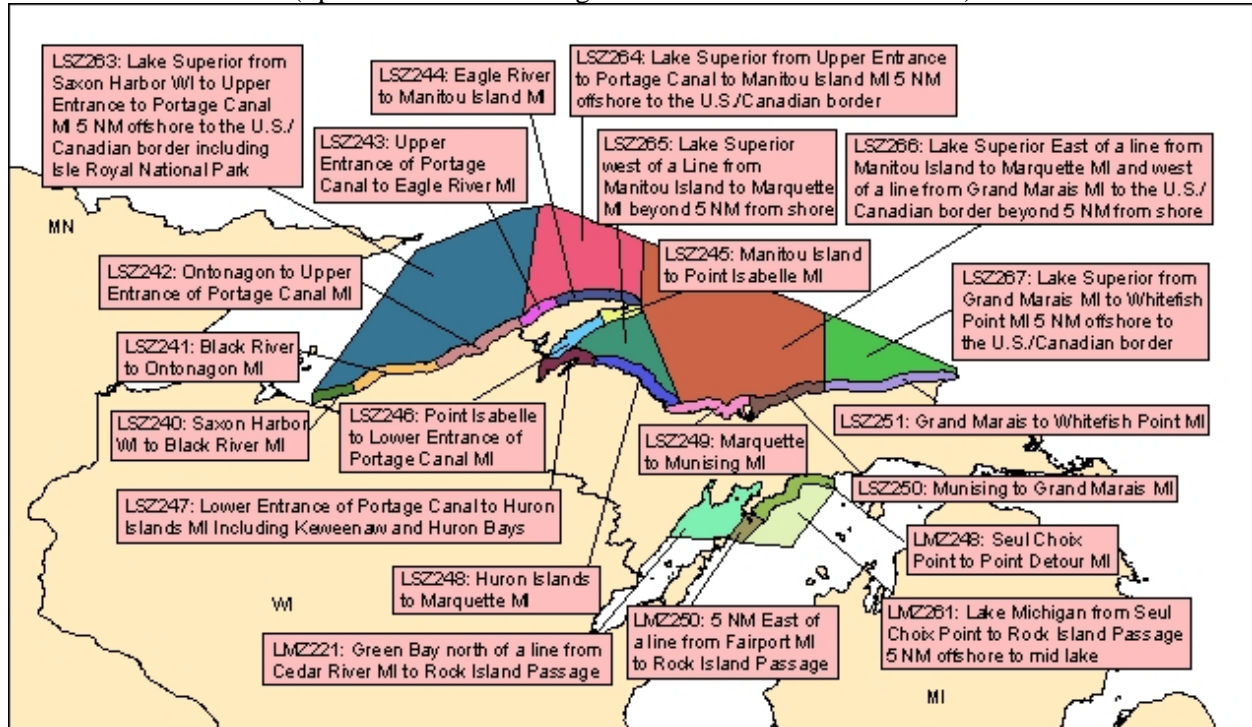 LSZ263: Lake Superior from
Saxon Harbor WI to Upper
Entrance to Portage Canal
MI 5 NM offshore to the U.S./
Canadian border including
Isle Royal National Park
LSZ244: Eagle River
to Manitou Island MI
LSZ264: Lake Superior from Upper Entrance
to Portage Canal to Manitou Island MI 5 NM
offshore to the U.S./Canadian border
LSZ243: Upper
Entrance of Portage
Canal to Eagle River MI
LSZ265: Lake Superior
west of a Line from
Manitou Island to Marquette
MI beyond 5 NM from shore
LSZ266: Lake Superior East of a line from
Manitou Island to Marquette MI and west
of a line from Grand Marais MI to the U.S./
Canadian border beyond 5 NM from shore
MN
LSZ242: Ontonagon to Upper
Entrance of Portage Canal MI
LSZ245: Manitou Island
to Point Isabelle MI
LSZ267: Lake Superior from
Grand Marais MI to Whitefish
Point MI 5 NM offshore to
the U.S./Canadian border
LSZ241: Black River
to Ontonagon MI
LSZ240: Saxon Harbor
WI to Black River MI
LSZ246: Point Isabelle
to Lower Entrance of
Portage Canal MI
LSZ249: Marquette
to Munising MI
LSZ251: Grand Marais to Whitefish Point MI
LSZ250: Munising to Grand Marais MI
LSZ247: Lower Entrance of Portage Canal to Huron
Islands MI Including Keweenaw and Huron Bays
LMZ248: Seul Choix
Point to Point Detour MI
LSZ248: Huron Islands
to Marquette MI
WI
LMZ221: Green Bay north of a line from
Cedar River MI to Rock Island Passage
LMZ250: 5 NM East of
a line from Fairport MI
to Rock Island Passage
LMZ261: Lake Michigan from Seul
Choix Point to Rock Island Passage
5 NM offshore to mid lake
MI